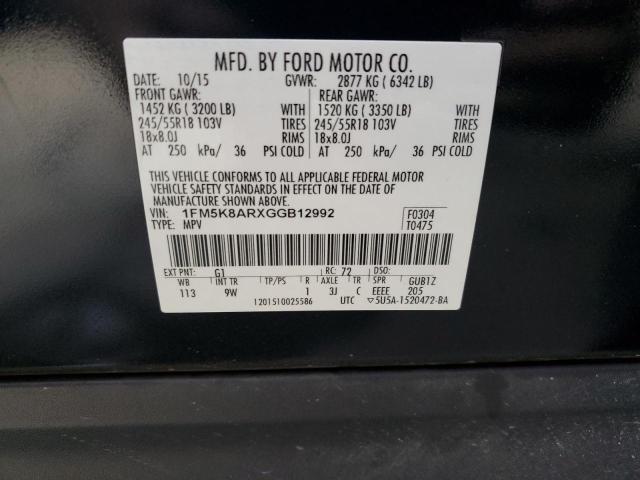 MFD. BY FORD MOTOR CO.
DATE: 10/15 GVWR: 2877 KG (6342 LB)
FRONT GAWR: REAR GAWR:
1452 KG (3200 LB) WITH 1520 KG (3350 LB) WITH
245/55R18 103V TIRES 245/55R18 103V TIRES
18x8.0J RIMS 18x8.0J RIMS
AT 250 kPa/ 36 PSI COLD AT 250 kPa/ 36 PSI COLD
THIS VEHICLE CONFORMS TO ALL APPLICABLE FEDERAL MOTOR
VEHICLE SAFETY STANDARDS IN EFFECT ON THE DATE OF
MANUFACTURE SHOWN ABOVE.
VIN: 1FM5K8ARXGGB12992 F0304
TYPE: MPV T0475
EXT PNT: G1 RC: 72 DSO:
WB INT TR TP/PS R AXLE TR SPR GUB1Z
113 9W 1 3J C EEEE 205
1201510025586 UTC ▽5U5A-1520472-BA